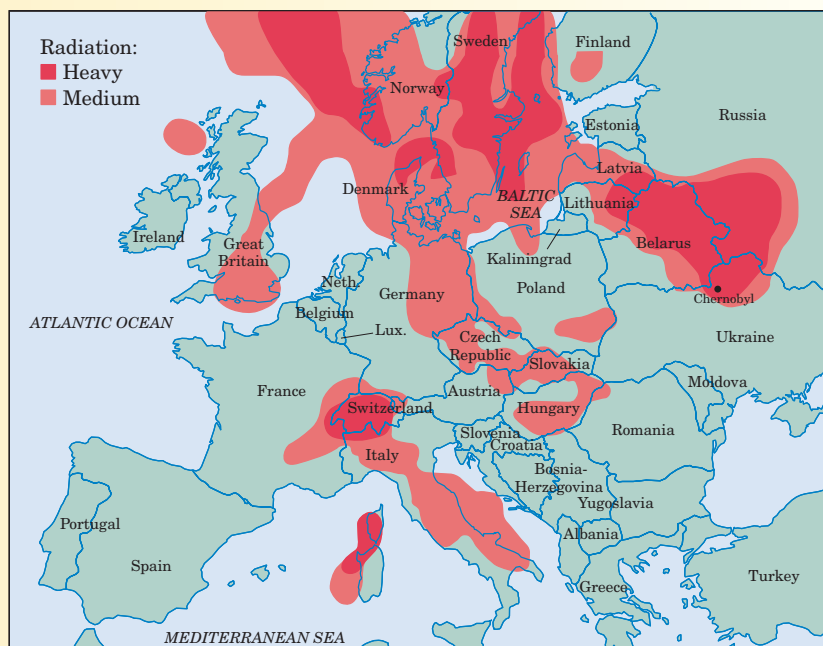 Radiation:
Heavy
Medium
Sweden
Finland
Norway
Russia
Estonia
Latvia
Denmark
BALTIC
SEA
Lithuania
Ireland
Great
Britain
Belarus
Kaliningrad
Neth.
Germany
Poland
Chernobyl
Belgium
ATLANTIC OCEAN
Lux.
Czech
Republic
Ukraine
Slovakia
France
Austria
Moldova
Switzerland
Hungary
Romania
Slovenia
Croatia
Italy
Bosnia-
Herzegovina
Yugoslavia
Portugal
Albania
Spain
Greece
Turkey
MEDITERRANEAN SEA